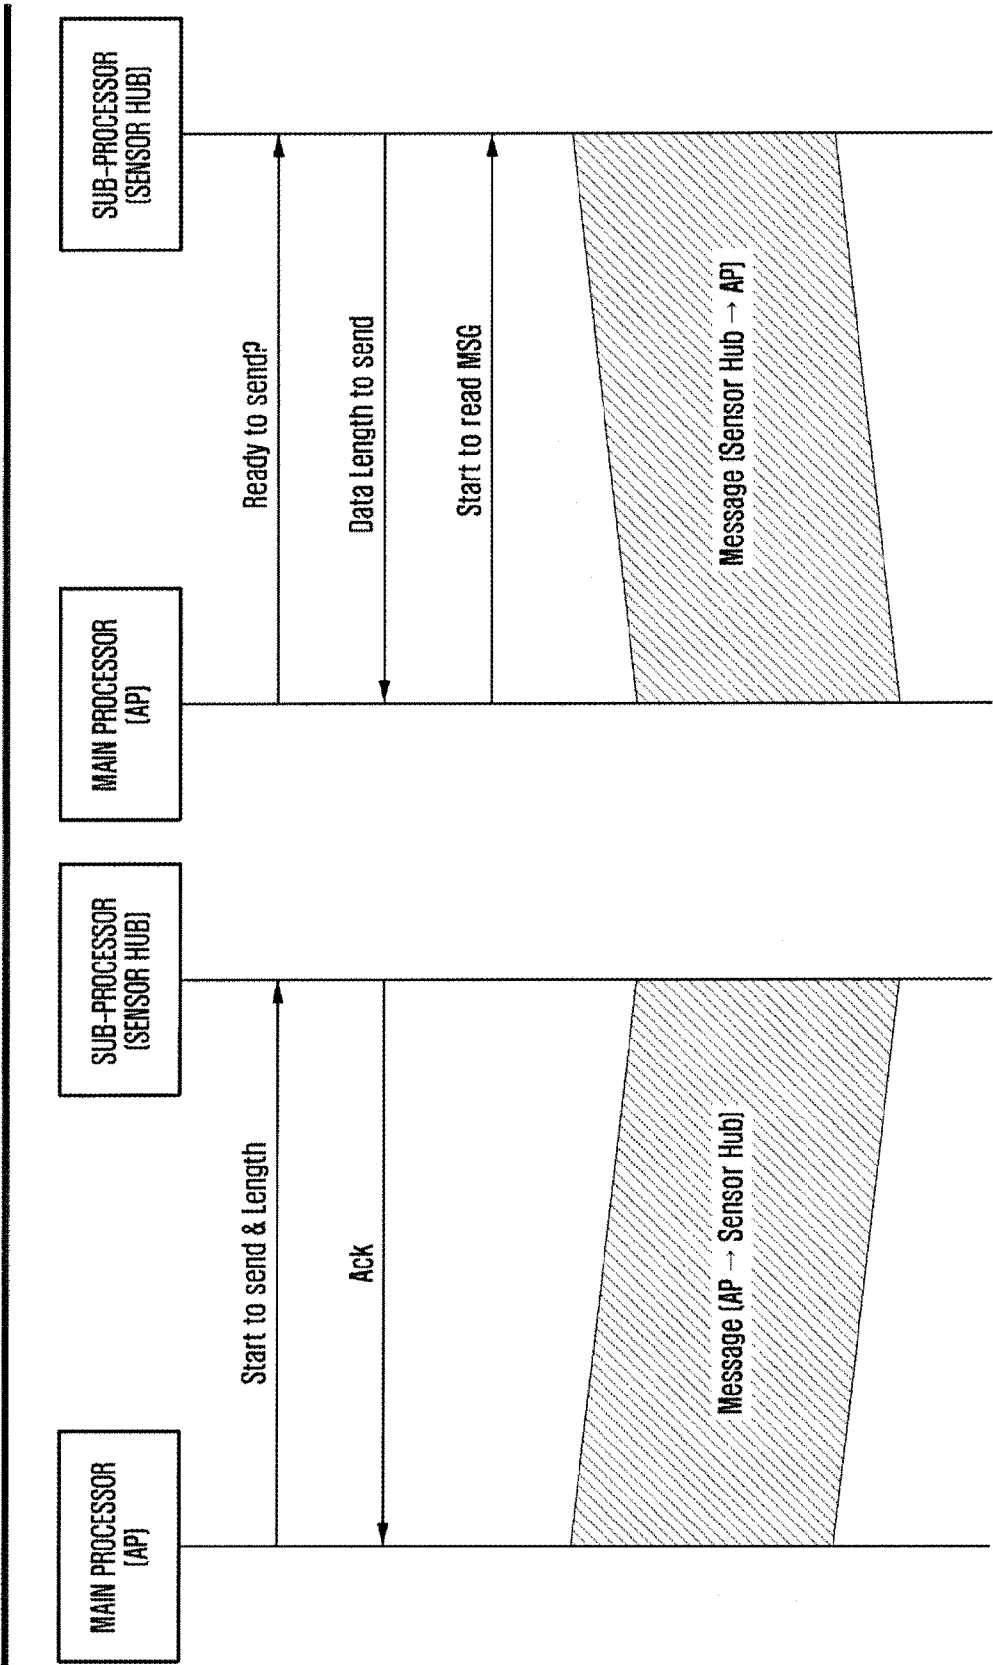 MAIN PROCESSOR
(AP)
SUB-PROCESSOR
(SENSOR HUB)
Start to send & Length
Ack
Message (AP → Sensor Hub)
MAIN PROCESSOR
(AP)
SUB-PROCESSOR
(SENSOR HUB)
Ready to send?
Data Length to send
Start to read MSG
Message (Sensor Hub → AP)